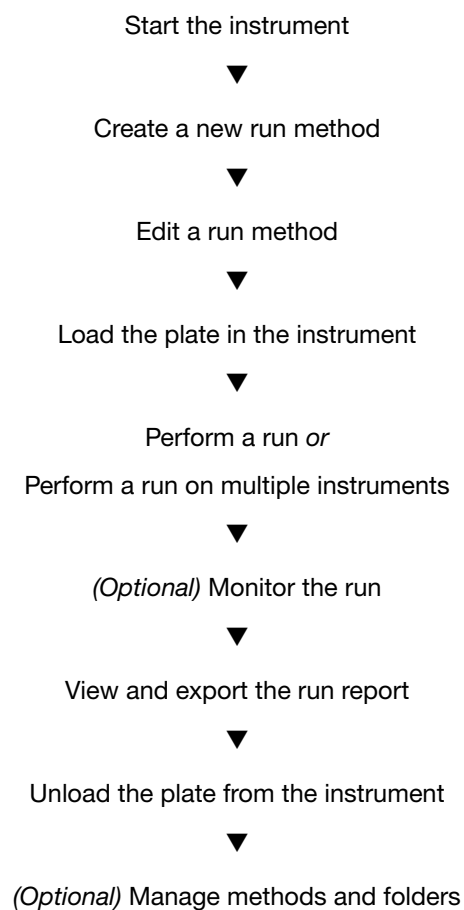 Start the instrument
▼
Create a new run method
▼
Edit a run method
▼
Load the plate in the instrument
▼
Perform a run or
Perform a run on multiple instruments
▼
(Optional) Monitor the run
▼
View and export the run report
▼
Unload the plate from the instrument
▼
(Optional) Manage methods and folders